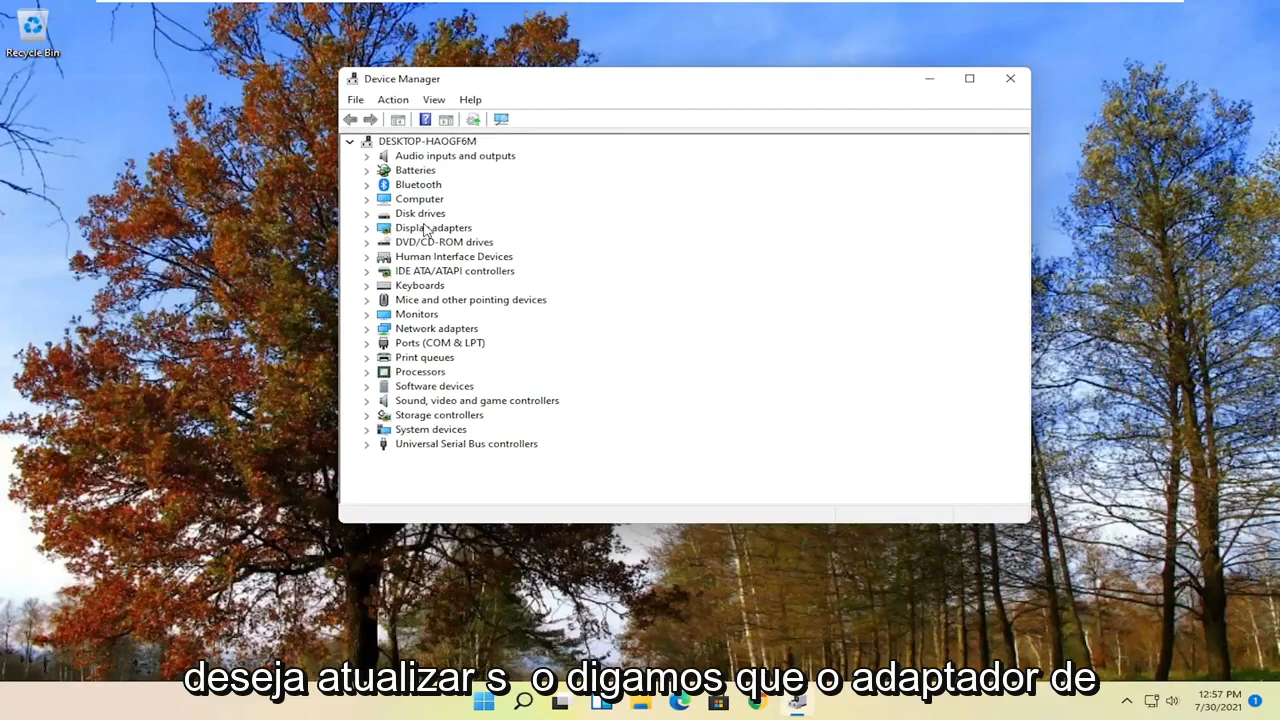 Recycle Bin
Device Manager
File Action View Help
DESKTOP-HAOGF6M
Audio inputs and outputs
Batteries
Bluetooth
Computer
Disk drives
Display adapters
DVD/CD-ROM drives
Human Interface Devices
IDE ATA/ATAPI controllers
Keyboards
Mice and other pointing devices
Monitors
Network adapters
Ports (COM & LPT)
Print queues
Processors
Software devices
Sound, video and game controllers
Storage controllers
System devices
Universal Serial Bus controllers
deseja atualizar s o digamos que o adaptador de
12:57 PM
7/30/2021
1